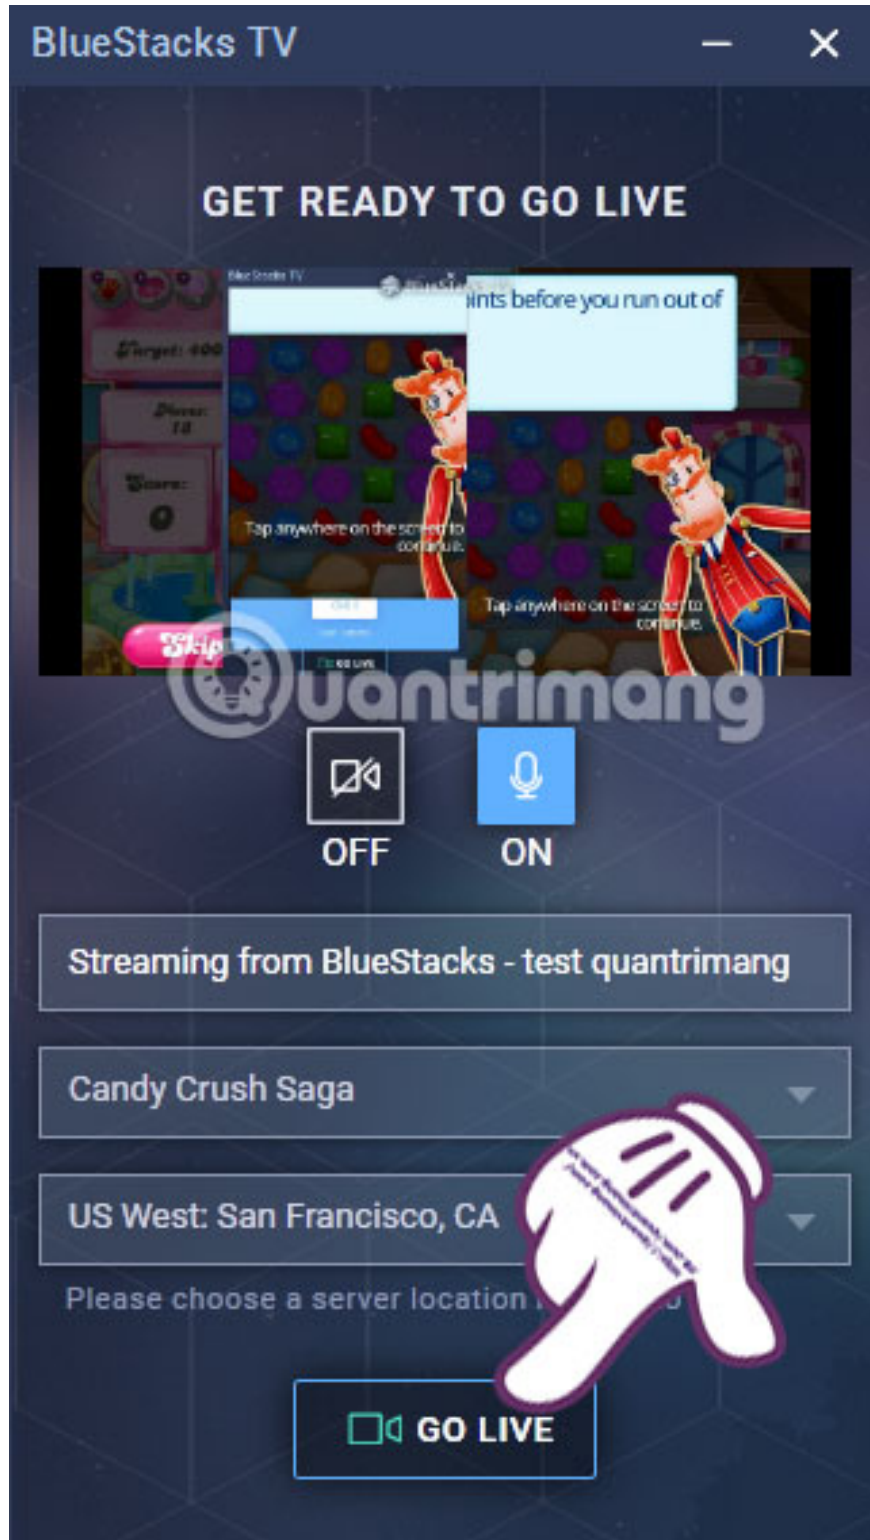 BlueStacks TV
GET READY TO GO LIVE
BlueStacks TV
ints before you run out of
Target: 400
18
Score:
0
Tap anywhere on the screen to
continue.
Tap anywhere on the screen to
continue.
Skip
GO LIVE
Quantrimang
OFF
ON
Streaming from BlueStacks - test quantrimang
Candy Crush Saga
US West: San Francisco, CA
Please choose a server location
GO LIVE